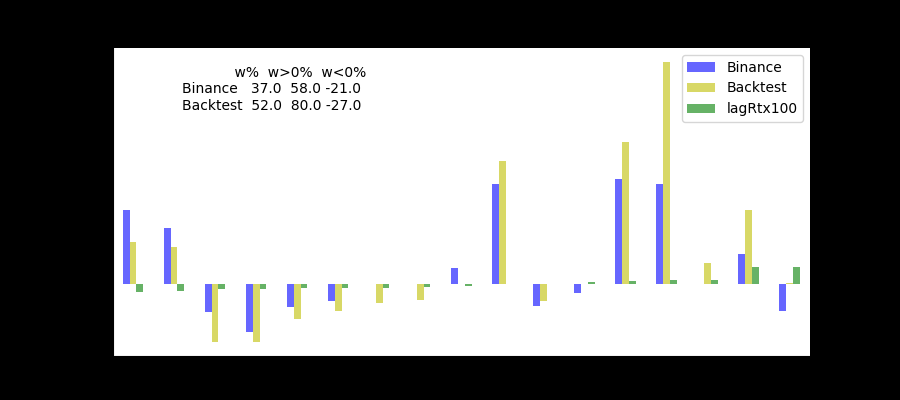 w% w>0% w<0%
Binance 37.0 58.0 -21.0
Backtest 52.0 80.0 -27.0
Binance
Backtest
lagRtx100